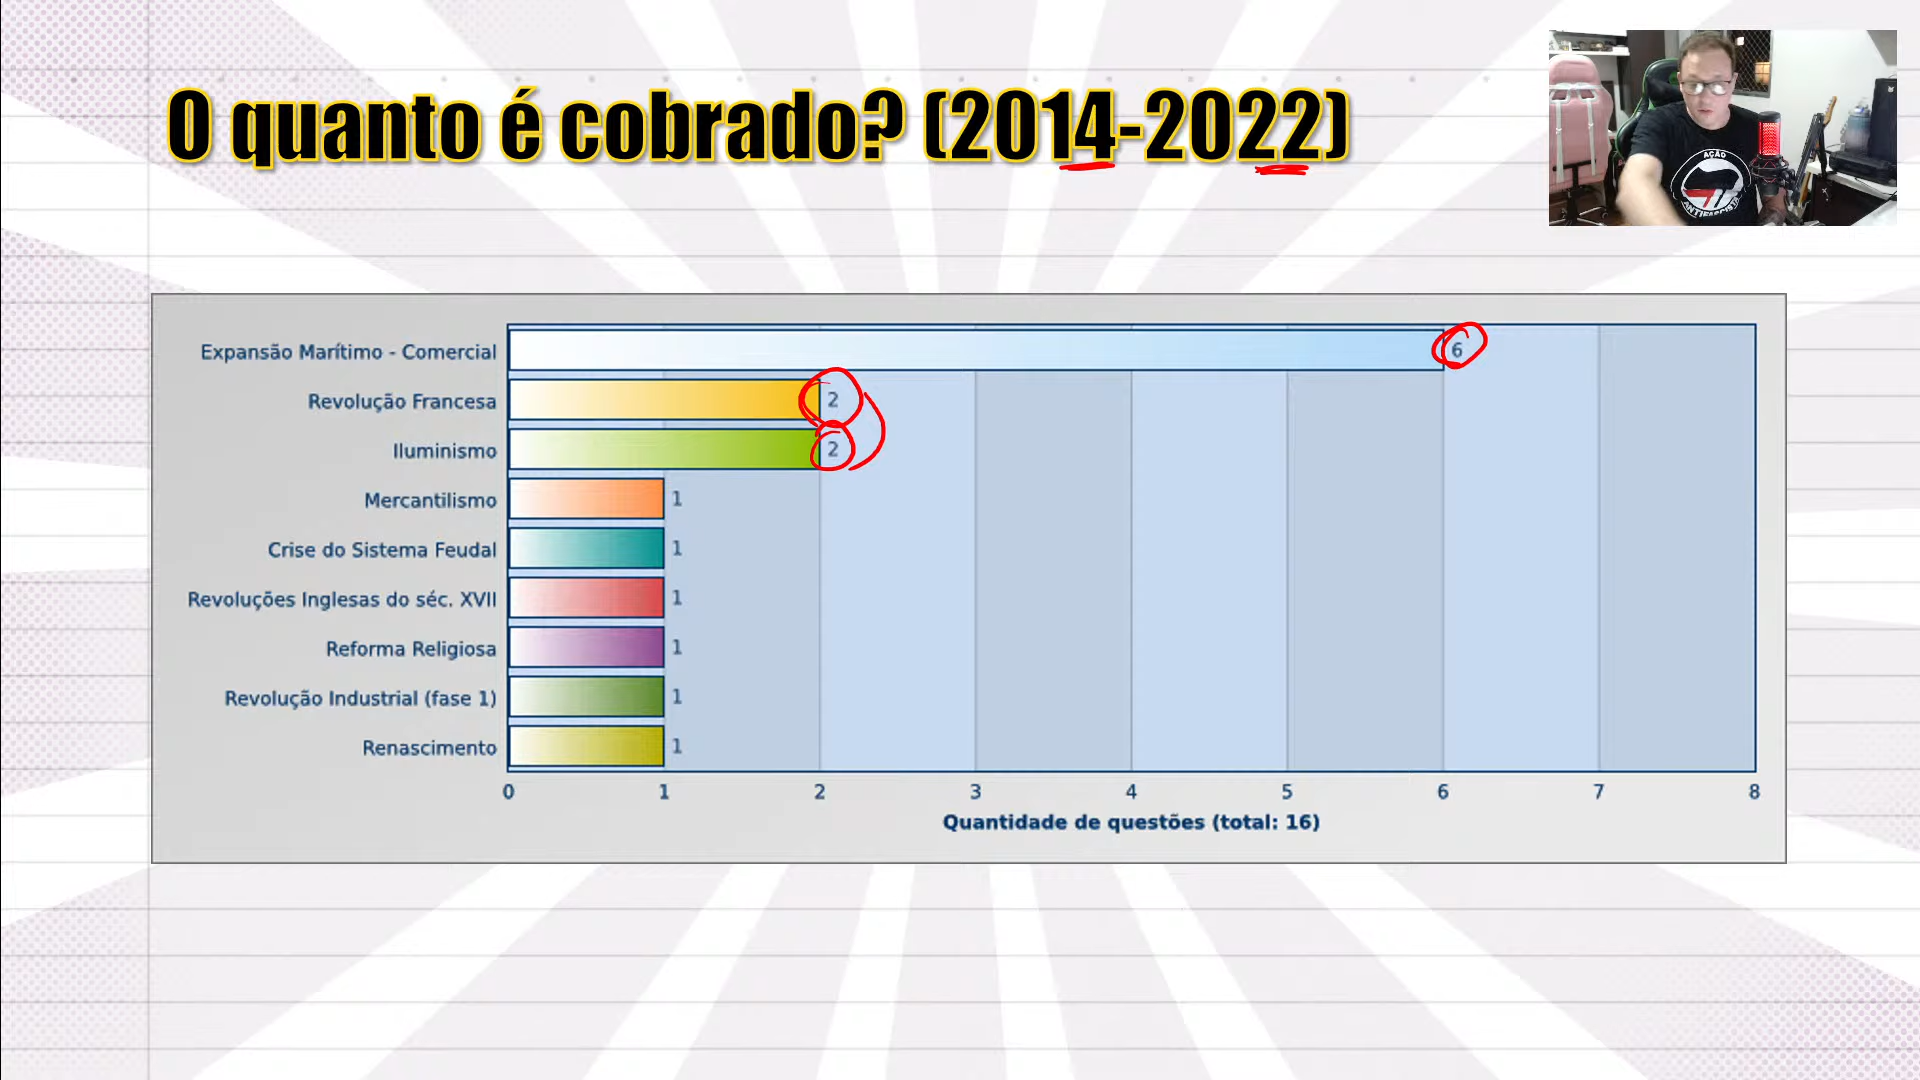 O quanto é cobrado? (2014-2022)
AÇÃO
ANTIFASCISTA
Expansão Marítimo - Comercial
6
Revolução Francesa
2
Iluminismo
2
Mercantilismo
1
Crise do Sistema Feudal
1
Revoluções Inglesas do séc. XVII
1
Reforma Religiosa
1
Revolução Industrial (fase 1)
1
Renascimento
1
0 1 2 3 4 5 6 7 8
Quantidade de questões (total: 16)